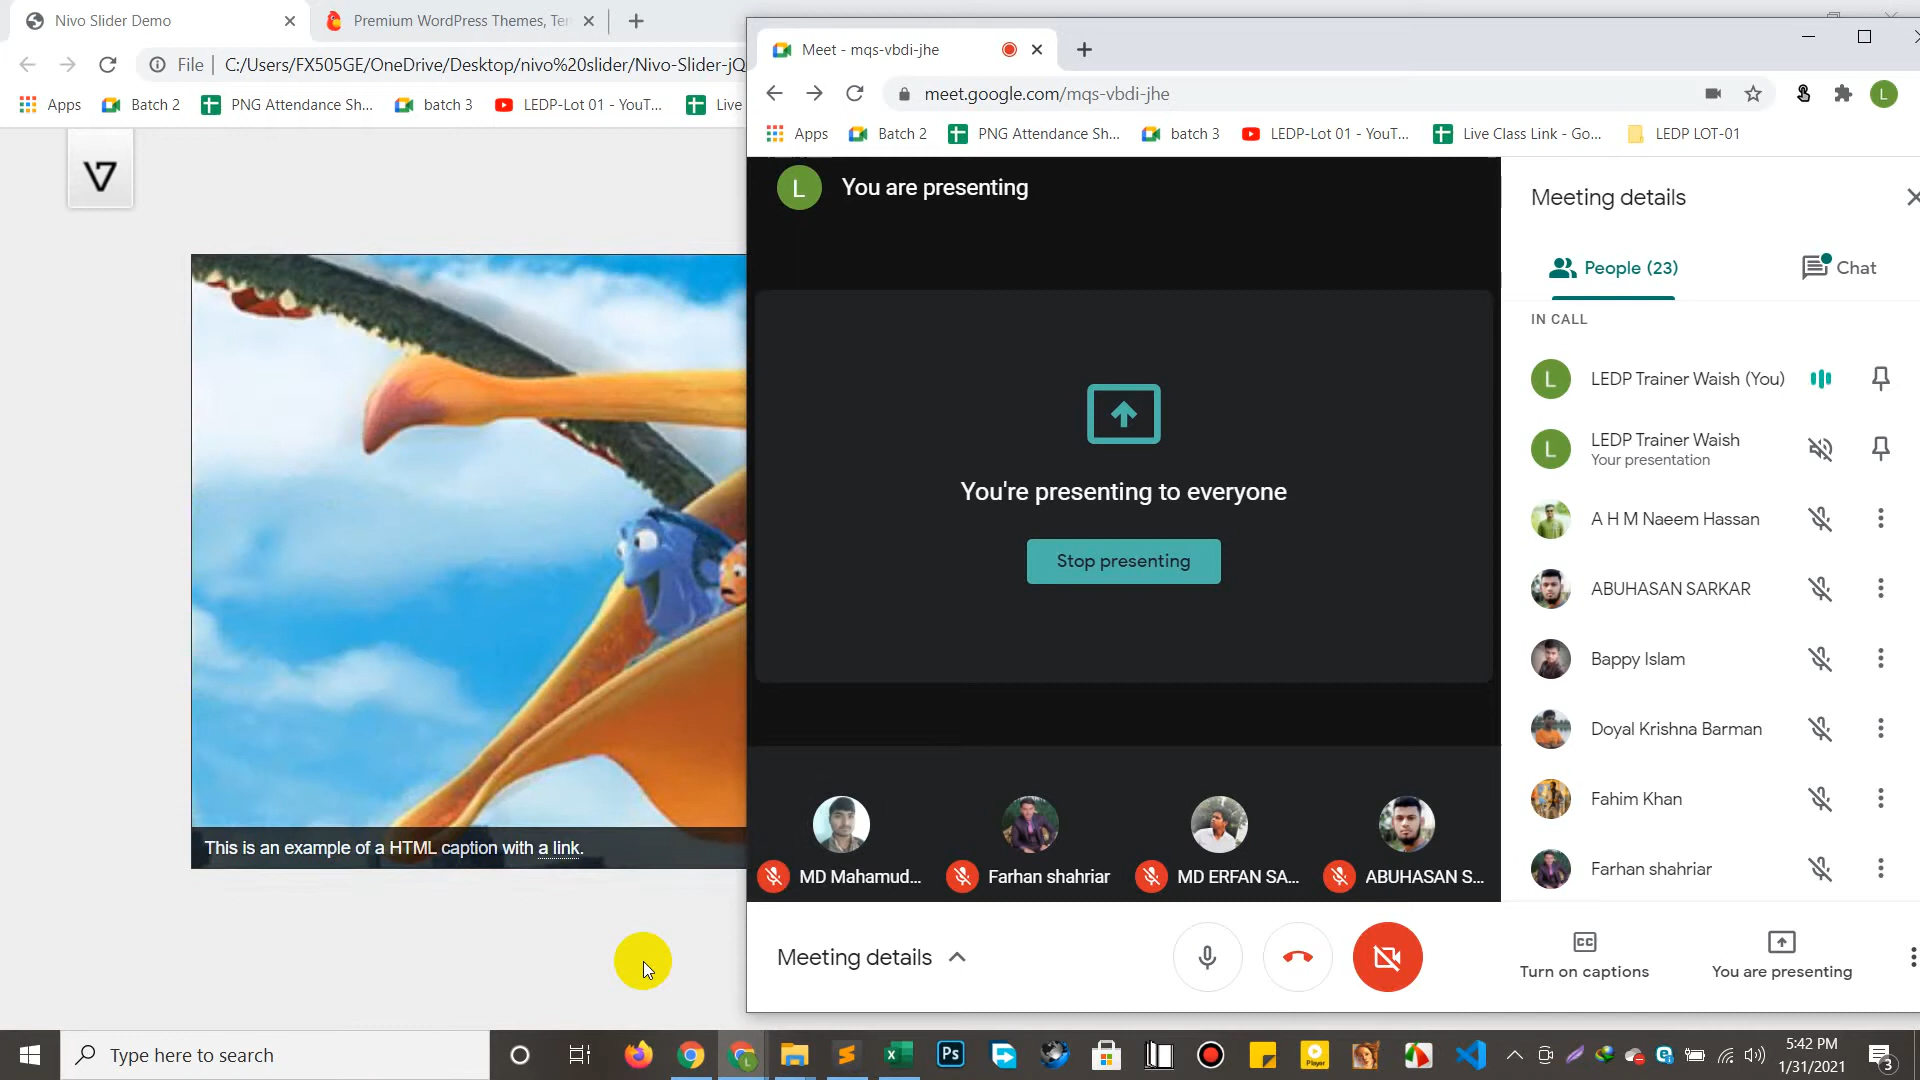 Nivo Slider Demo
Premium WordPress Themes, Ten
File
C:/Users/FX505GE/OneDrive/Desktop/nivo%20slider/Nivo-Slider-jQ
Apps
Batch 2
PNG Attendance Sh...
batch 3
LEDP-Lot 01 - YouT...
Live
This is an example of a HTML caption with a link.
Meet - mqs-vbdi-jhe
meet.google.com/mqs-vbdi-jhe
L
Apps
Batch 2
PNG Attendance Sh...
batch 3
LEDP-Lot 01 - YouT...
Live Class Link - Go...
LEDP LOT-01
L
You are presenting
You're presenting to everyone
Stop presenting
MD Mahamud...
Farhan shahriar
MD ERFAN SA...
ABUHASAN S...
Meeting details
Meeting details
People (23)
Chat
IN CALL
L
LEDP Trainer Waish (You)
L
LEDP Trainer Waish
Your presentation
A H M Naeem Hassan
ABUHASAN SARKAR
Bappy Islam
Doyal Krishna Barman
Fahim Khan
Farhan shahriar
CC
Turn on captions
You are presenting
Type here to search
L
Ps
Player
5:42 PM
1/31/2021
3